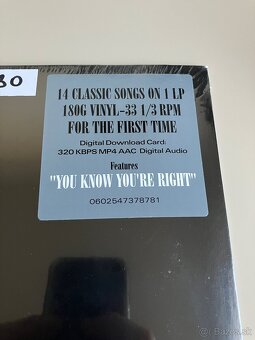 80
14 CLASSIC SONGS ON 1 LP
180G VINYL-33 1/3 RPM
FOR THE FIRST TIME
Digital Download Card:
320 KBPS MP4 AAC Digital Audio
Features
"YOU KNOW YOU'RE RIGHT"
0602547378781